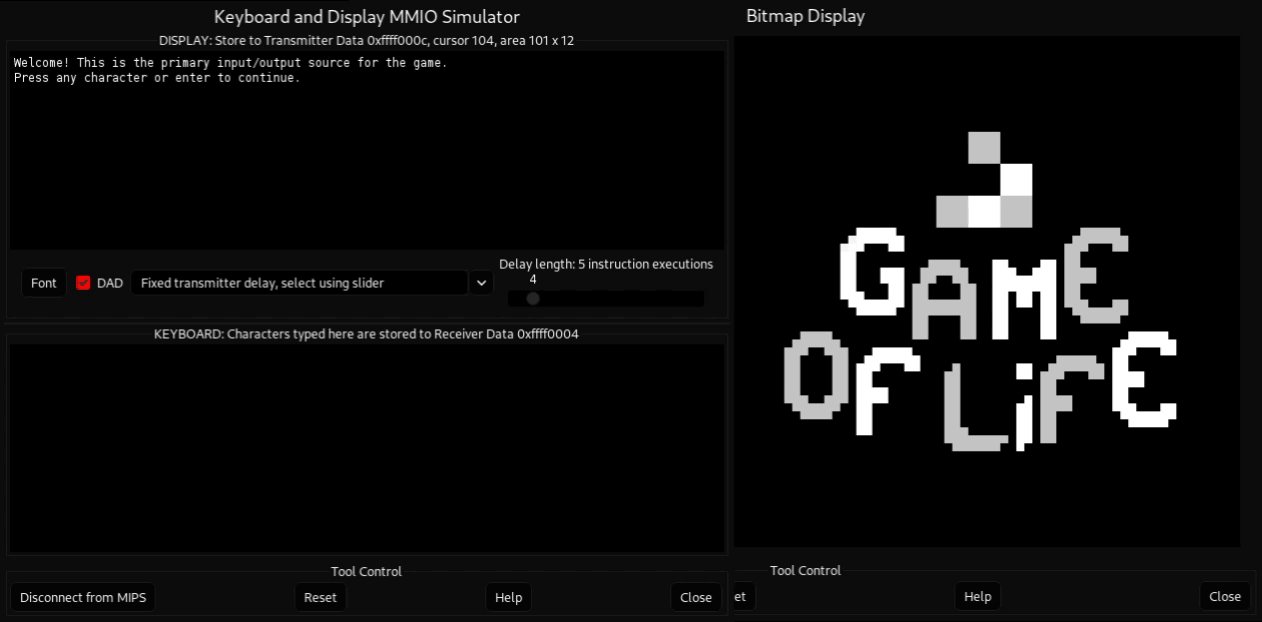 Keyboard and Display MMIO Simulator
DISPLAY: Store to Transmitter Data 0xffff000c, cursor 104, area 101 x 12
Welcome! This is the primary input/output source for the game.
Press any character or enter to continue.
Font
DAD
Fixed transmitter delay, select using slider
Delay length: 5 instruction executions
4
KEYBOARD: Characters typed here are stored to Receiver Data 0xffff0004
Tool Control
Disconnect from MIPS
Reset
Help
Close
Bitmap Display
GAME
OF LiFE
Tool Control
et
Help
Close